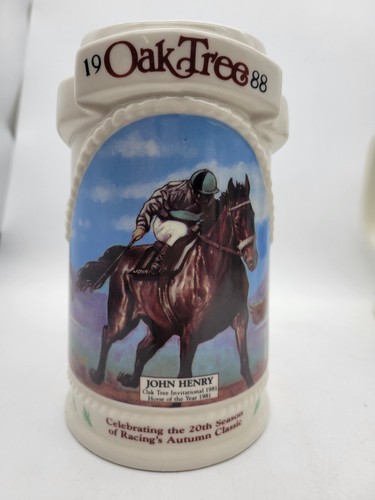 19 Oak Tree 88
JOHN
JOHN HENRY
Oak Tree Invitational 1981
Horse of the Year 1981
Celebrating the 20th Season
of Racing's Autumn Classic